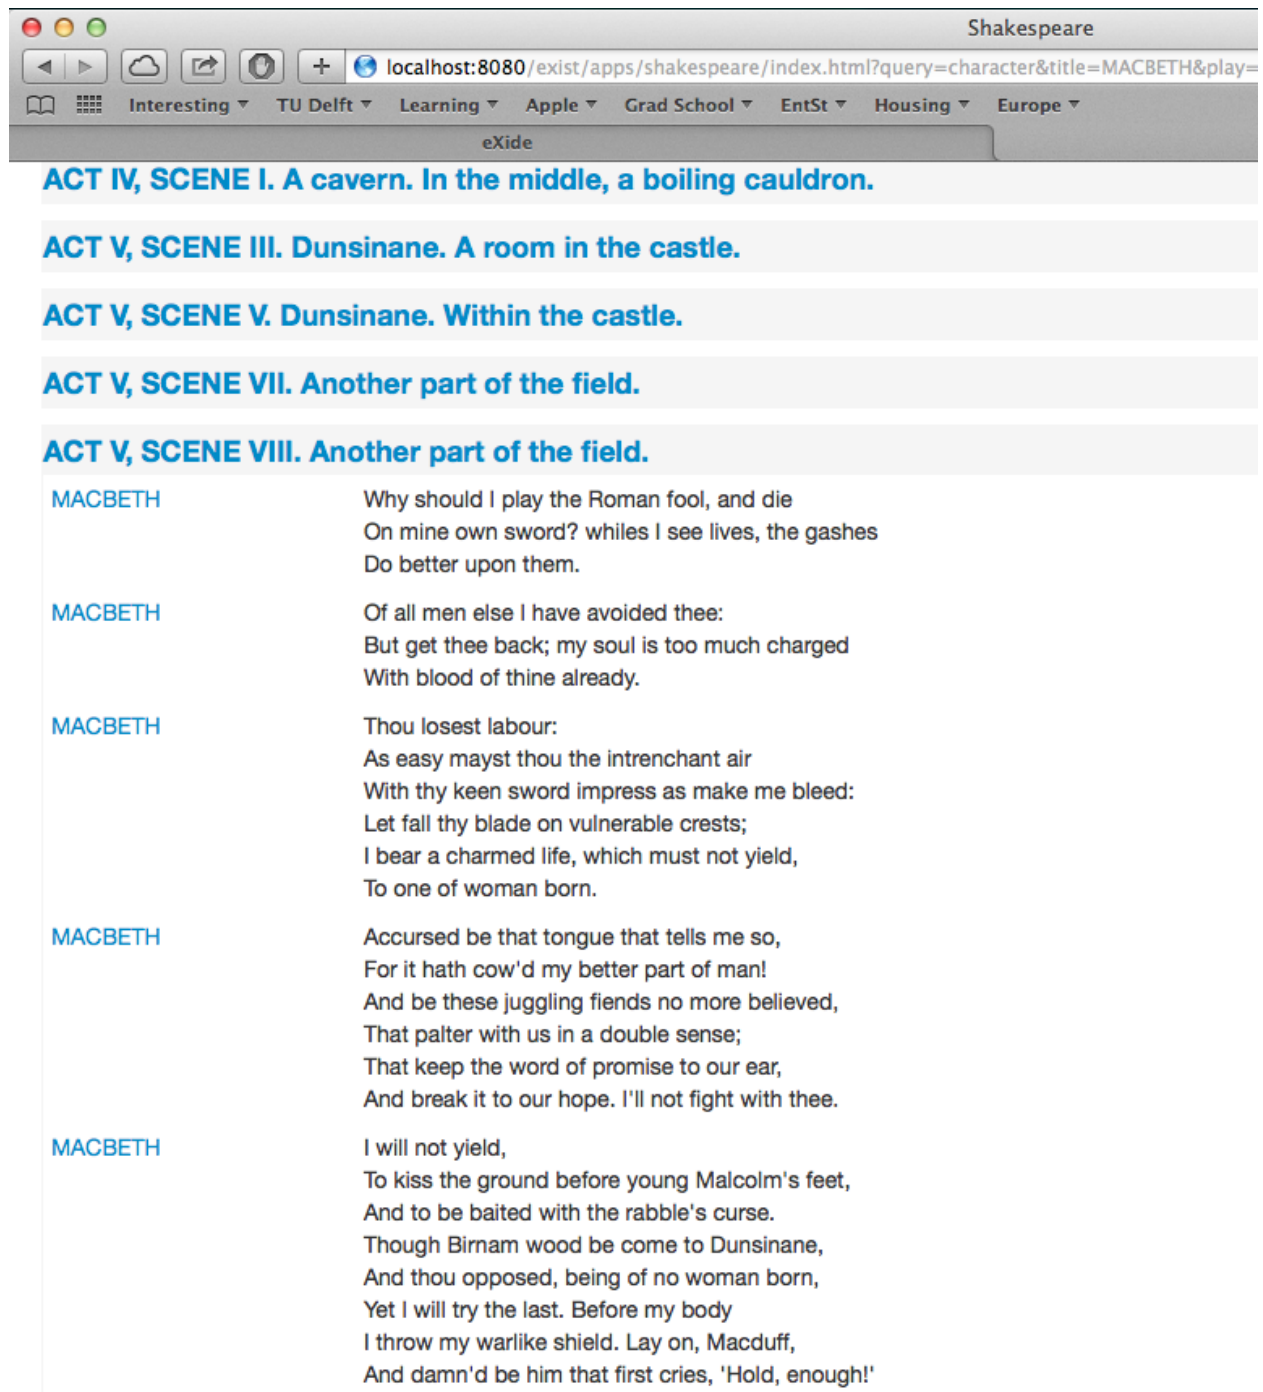 Shakespeare
localhost:8080/exist/apps/shakespeare/index.html?query=character&title=MACBETH&play=
Interesting ▼ TU Delft ▼ Learning ▼ Apple ▼ Grad School ▼ EntSt ▼ Housing ▼ Europe ▼
eXide
ACT IV, SCENE I. A cavern. In the middle, a boiling cauldron.
ACT V, SCENE III. Dunsinane. A room in the castle.
ACT V, SCENE V. Dunsinane. Within the castle.
ACT V, SCENE VII. Another part of the field.
ACT V, SCENE VIII. Another part of the field.
MACBETH Why should I play the Roman fool, and die
On mine own sword? whiles I see lives, the gashes
Do better upon them.
MACBETH Of all men else I have avoided thee:
But get thee back; my soul is too much charged
With blood of thine already.
MACBETH Thou losest labour:
As easy mayst thou the intrenchant air
With thy keen sword impress as make me bleed:
Let fall thy blade on vulnerable crests;
I bear a charmed life, which must not yield,
To one of woman born.
MACBETH Accursed be that tongue that tells me so,
For it hath cow'd my better part of man!
And be these juggling fiends no more believed,
That palter with us in a double sense;
That keep the word of promise to our ear,
And break it to our hope. I'll not fight with thee.
MACBETH I will not yield,
To kiss the ground before young Malcolm's feet,
And to be baited with the rabble's curse.
Though Birnam wood be come to Dunsinane,
And thou opposed, being of no woman born,
Yet I will try the last. Before my body
I throw my warlike shield. Lay on, Macduff,
And damn'd be him that first cries, 'Hold, enough!'